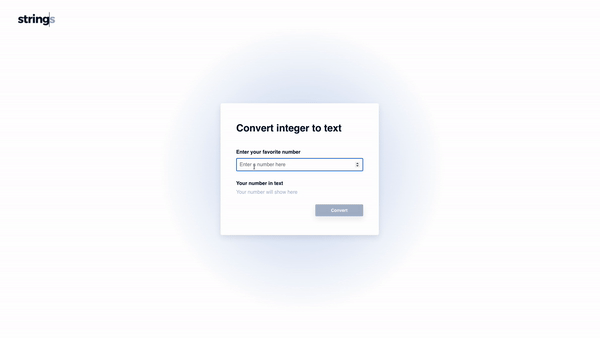 strings
Convert integer to text
Enter your favorite number
Enter a number here
Your number in text
Your number will show here
Convert